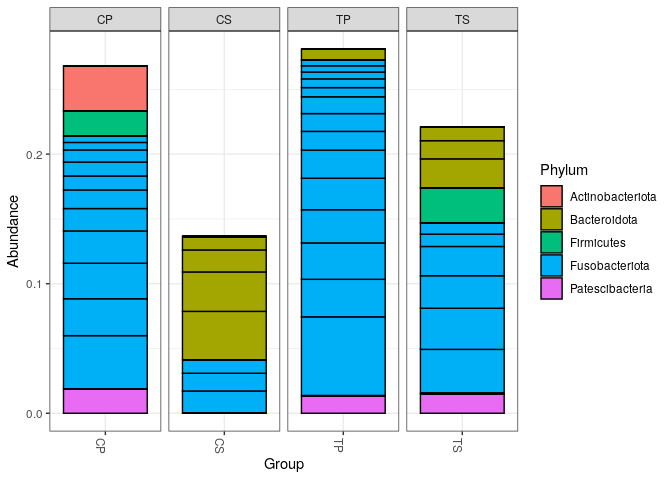 CP
CS
TP
TS
Abundance
0.2
0.1
0.0
CP
CS
TP
TS
Group
Phylum
Actinobacteriota
Bacteroidota
Firmicutes
Fusobacteriota
Patescibacteria